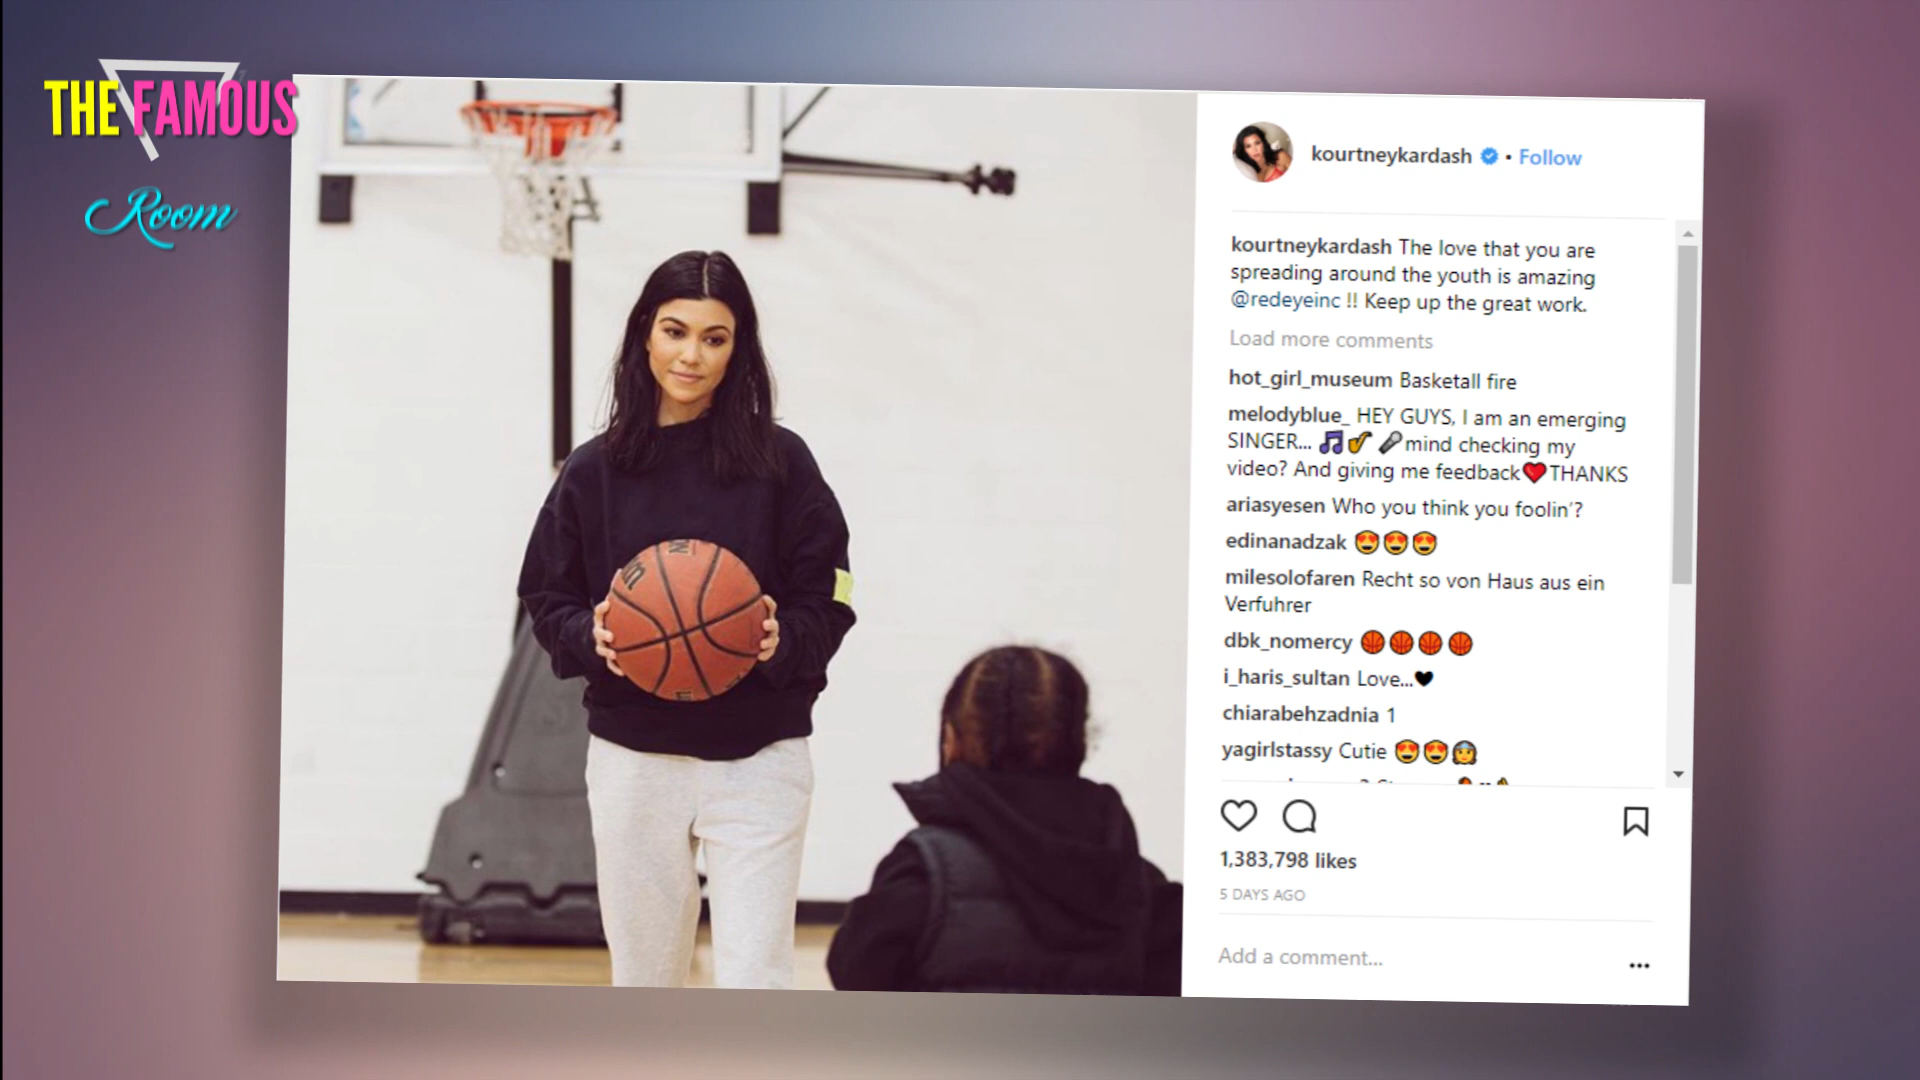 THE FAMOUS
Room
kourtneykardash • Follow
kourtneykardash The love that you are
spreading around the youth is amazing
@redeyeinc !! Keep up the great work.
Load more comments
hot_girl_museum Basketall fire
melodyblue_ HEY GUYS, I am an emerging
SINGER... 🎵🎷🎤mind checking my
video? And giving me feedback❤️THANKS
ariasyesen Who you think you foolin'?
edinanadzak 😍😍😍
milesolofaren Recht so von Haus aus ein
Verfuhrer
dbk_nomercy 🏀🏀🏀🏀
i_haris_sultan Love...🖤
chiarabehzadnia 1
yagirlstassy Cutie 😍😍👰
1,383,798 likes
5 DAYS AGO
Add a comment...